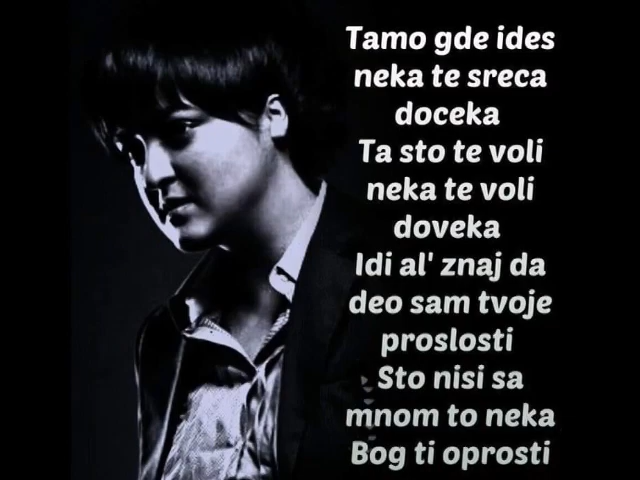 Tamo gde ides
neka te sreca
doceka
Ta sto te voli
neka te voli
doveka
Idi al' znaj da
deo sam tvoje
proslosti
Sto nisi sa
mnom to neka
Bog ti oprosti